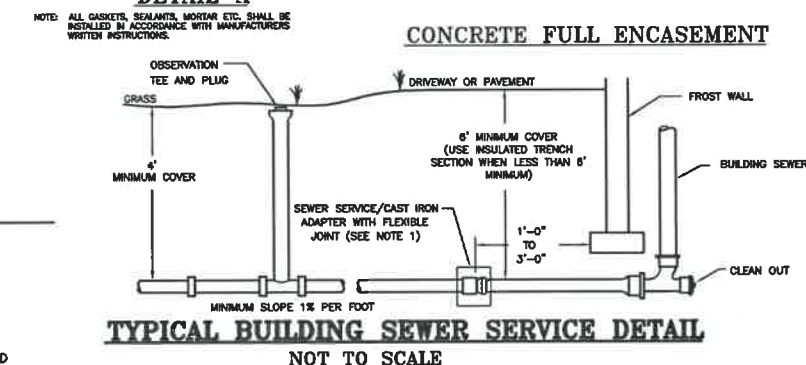 DETAIL A
NOTE: ALL GASKETS, SEALANTS, MORTAR ETC. SHALL BE
INSTALLED IN ACCORDANCE WITH MANUFACTURERS
WRITTEN INSTRUCTIONS.
CONCRETE FULL ENCASEMENT
OBSERVATION
TEE AND PLUG
GRASS
DRIVEWAY OR PAVEMENT
FROST WALL
4'
MINIMUM COVER
6' MINIMUM COVER
(USE INSULATED TRENCH
SECTION WHEN LESS THAN 6'
MINIMUM)
BUILDING SEWER
SEWER SERVICE/CAST IRON
ADAPTER WITH FLEXIBLE
JOINT (SEE NOTE 1)
1'-0"
TO
3'-0"
CLEAN OUT
MINIMUM SLOPE 1% PER FOOT
TYPICAL BUILDING SEWER SERVICE DETAIL
NOT TO SCALE